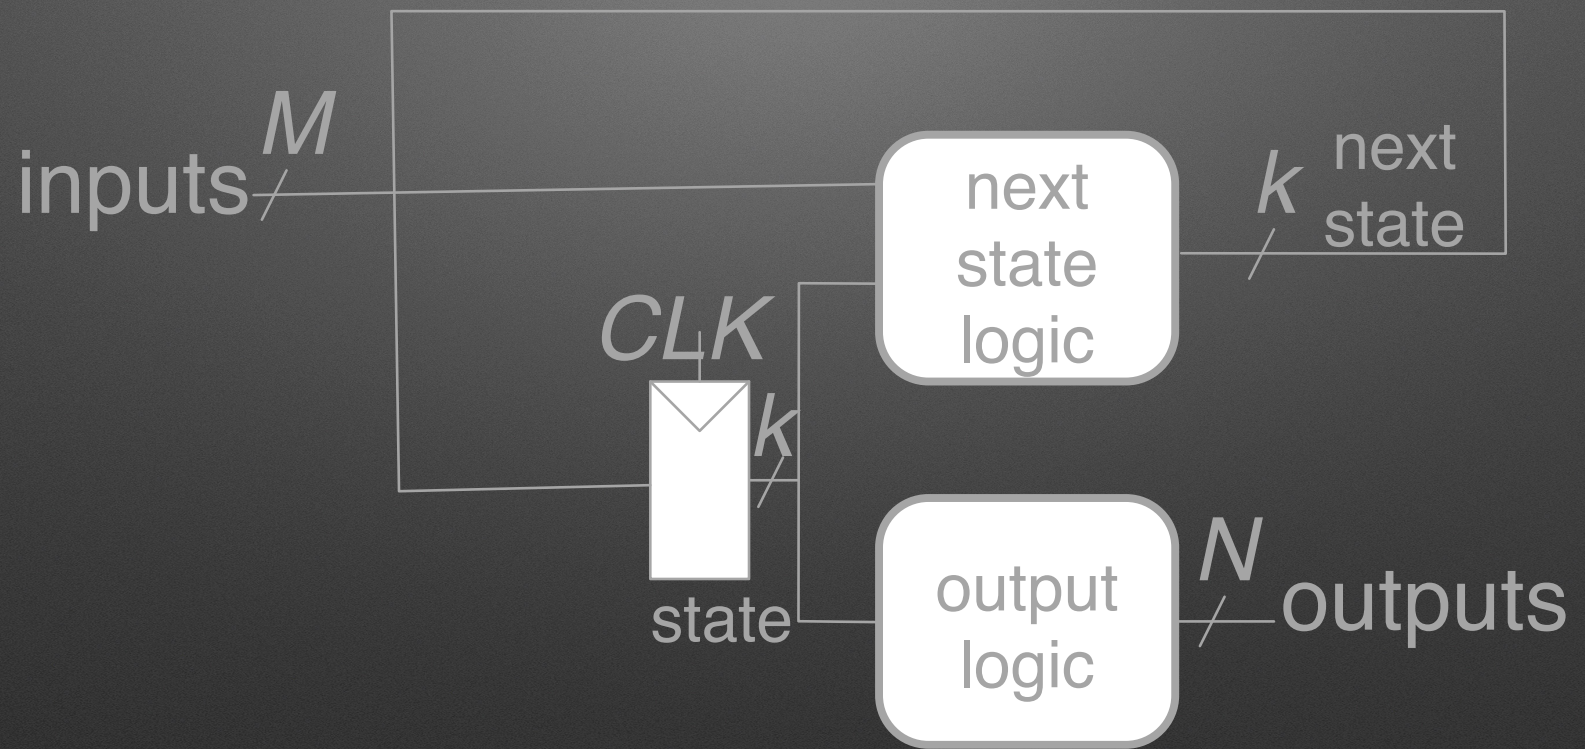 M
inputs
next
state
logic
k
next
state
CLK
k
state
output
logic
N
outputs